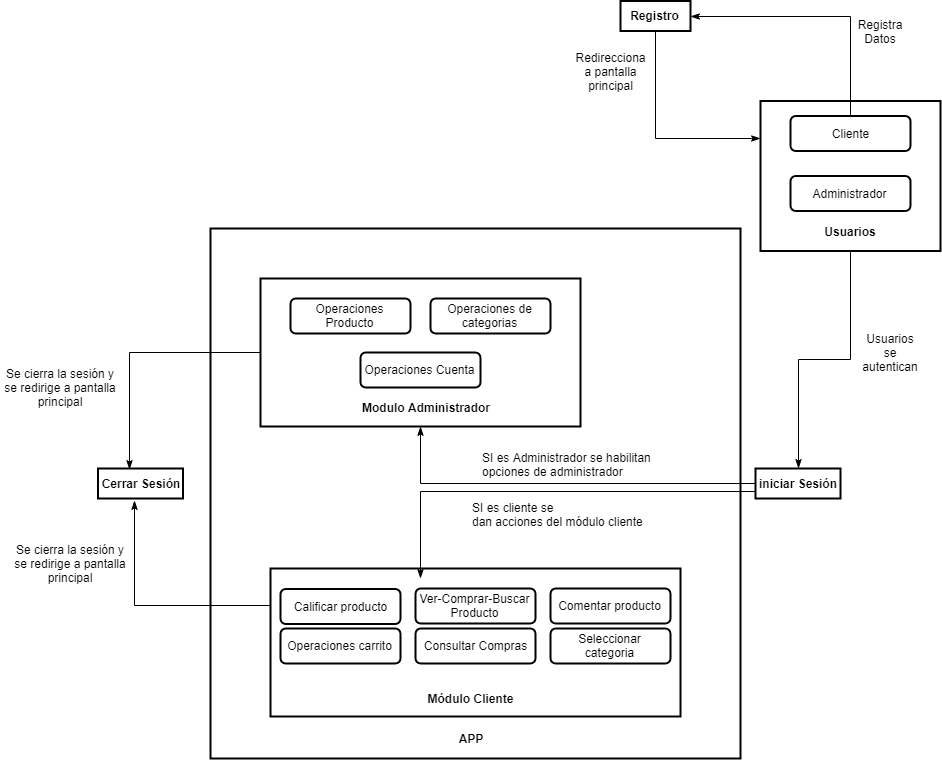 Registro
Registra
Datos
Redirecciona
a pantalla
principal
Cliente
Administrador
Usuarios
Usuarios
se
autentican
Operaciones
Producto
Operaciones de
categorias
Operaciones Cuenta
Modulo Administrador
Se cierra la sesión y
se redirige a pantalla
principal
SI es Administrador se habilitan
opciones de administrador
Cerrar Sesión
iniciar Sesión
SI es cliente se
dan acciones del módulo cliente
Se cierra la sesión y
se redirige a pantalla
principal
Calificar producto
Ver-Comprar-Buscar
Producto
Comentar producto
Operaciones carrito
Consultar Compras
Seleccionar
categoria
Módulo Cliente
APP